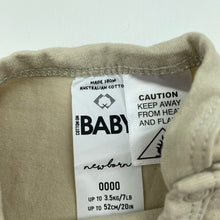 MADE FROM
AUSTRALIAN COTTON
COTTON ON
BABY
newborn
0000
UP TO 3.5KG/7LB
UP TO 52CM/20IN
CAUTION
KEEP AWAY
FROM HEA
AND